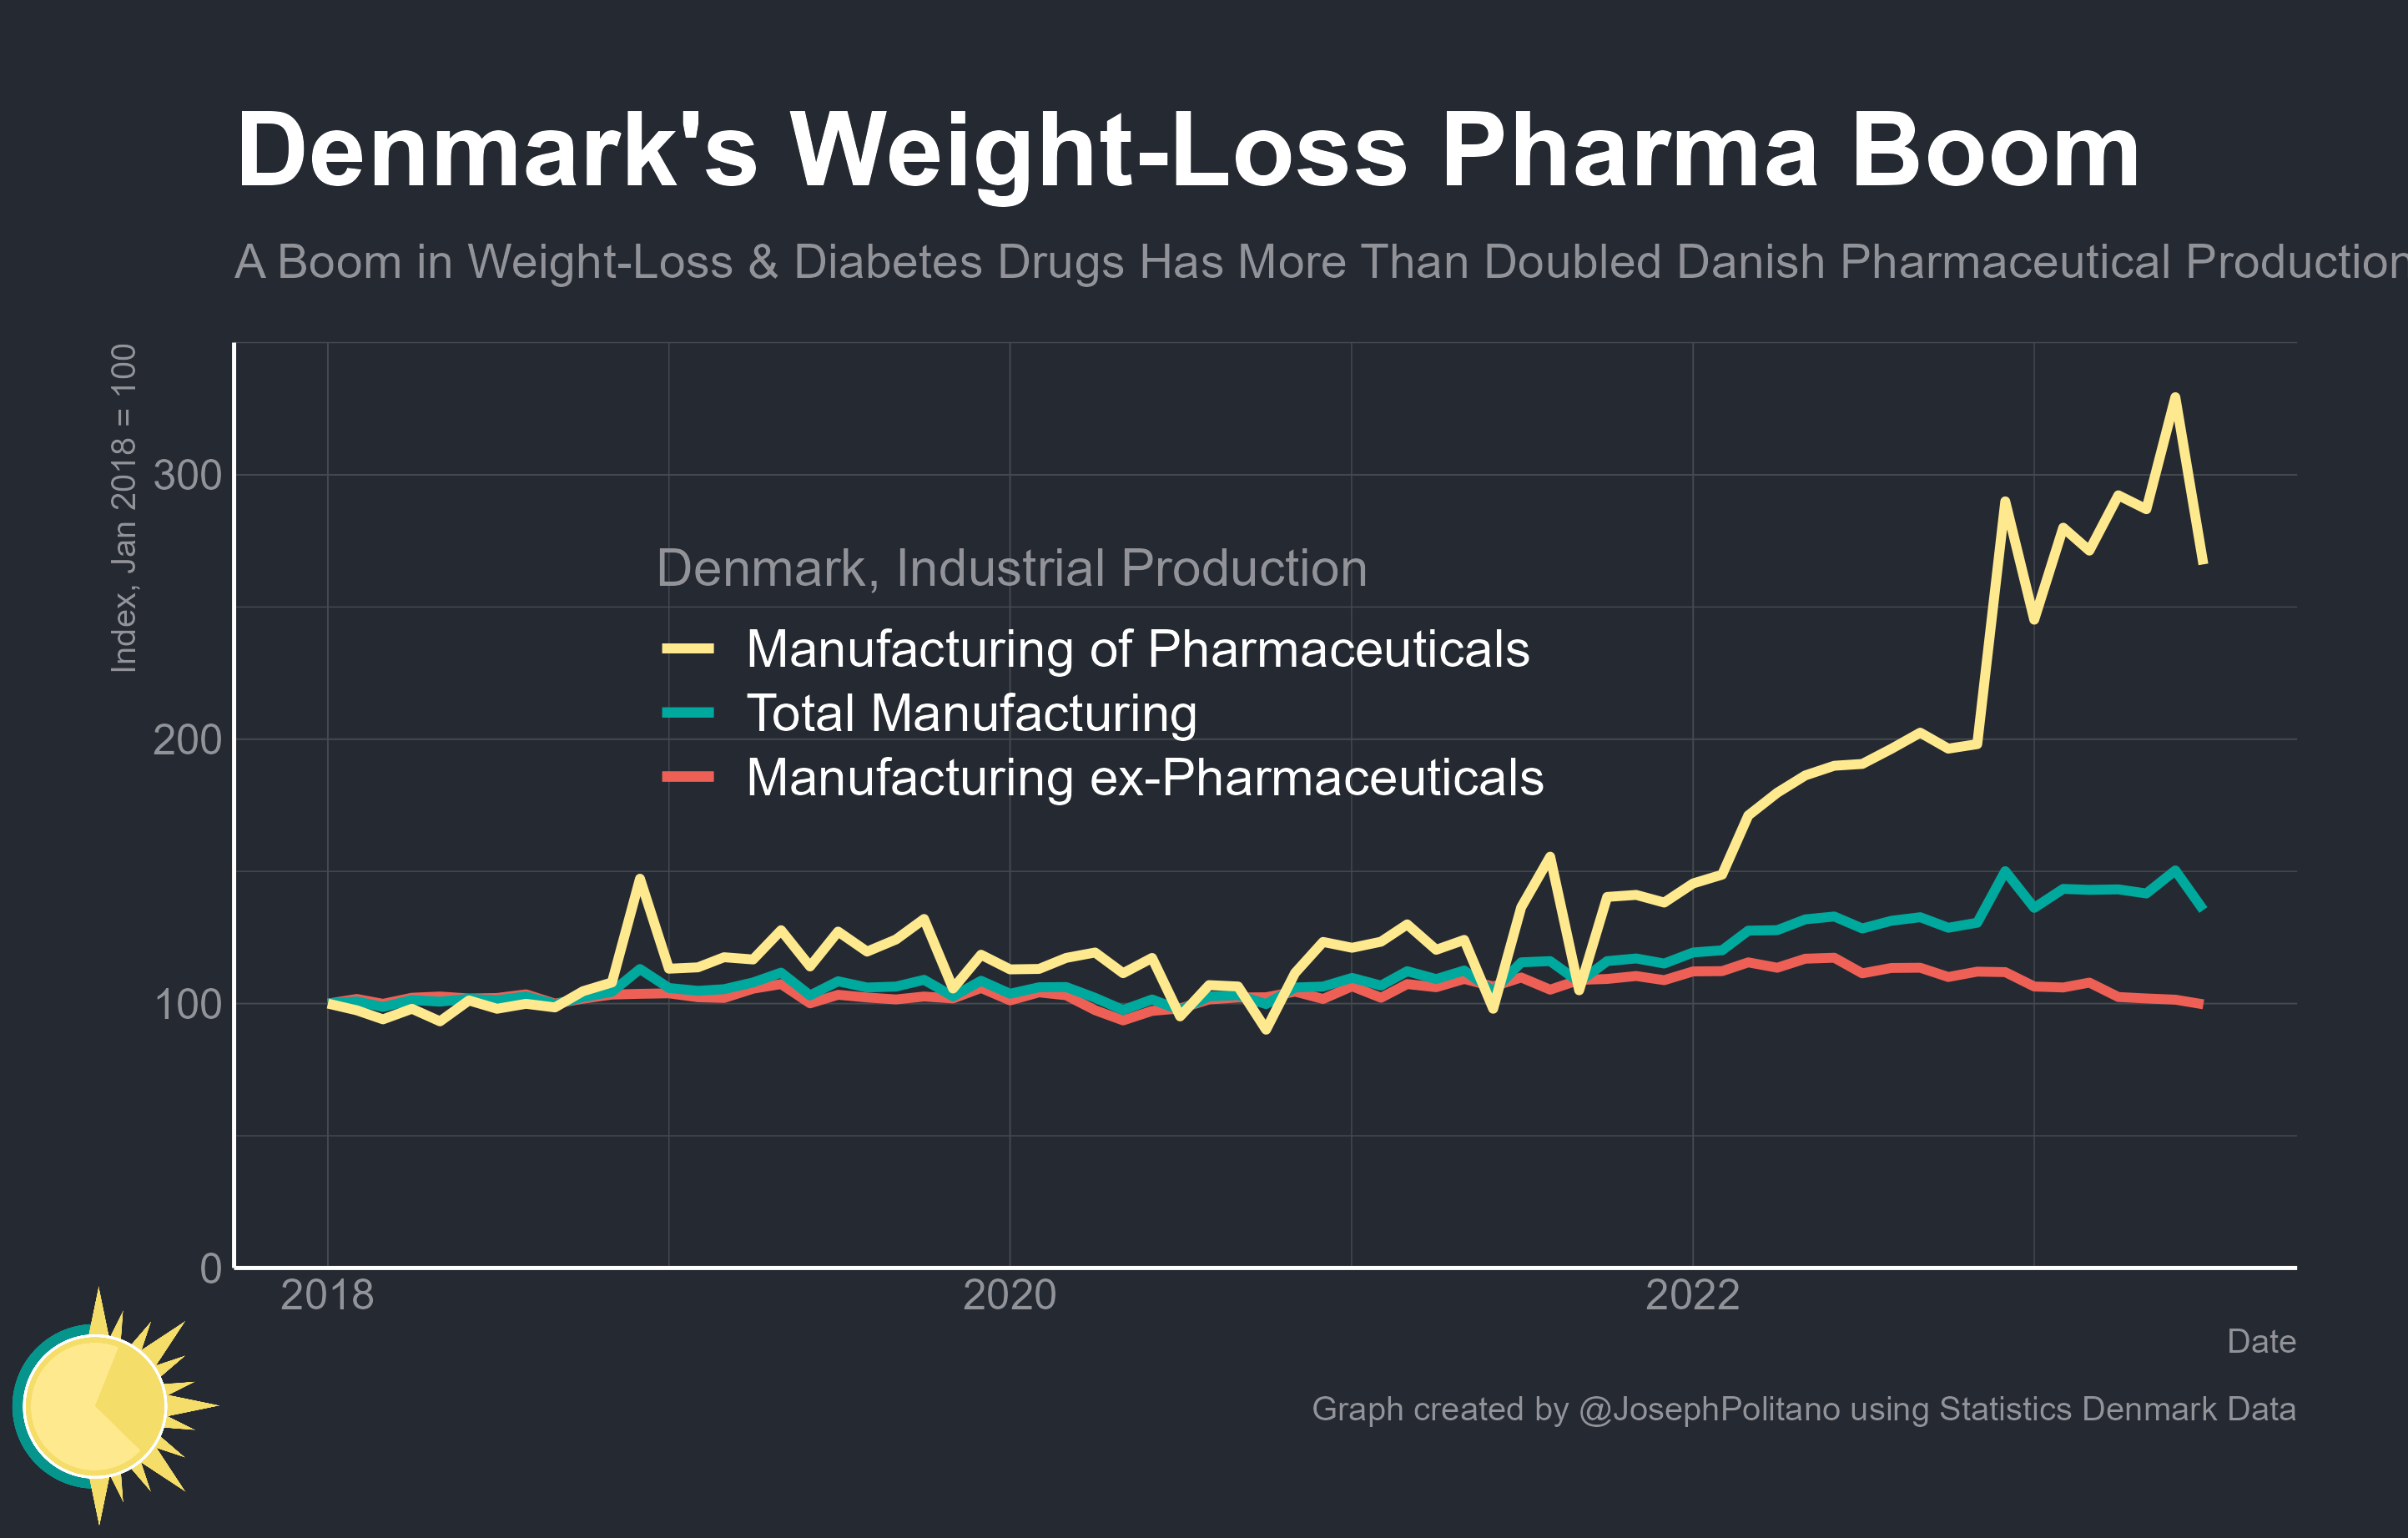 Denmark's Weight-Loss Pharma Boom
A Boom in Weight-Loss & Diabetes Drugs Has More Than Doubled Danish Pharmaceutical Production
Index, Jan 2018 = 100
300
200
100
0
Denmark, Industrial Production
Manufacturing of Pharmaceuticals
Total Manufacturing
Manufacturing ex-Pharmaceuticals
2018 2020 2022
Date
Graph created by @JosephPolitano using Statistics Denmark Data